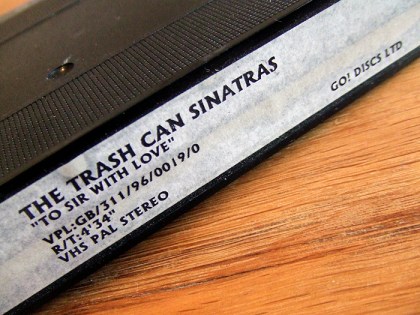 THE TRASH CAN SINATRAS
"TO SIR WITH LOVE"
VPL:GB/311/96/0019/0
R/T:4'34"
VHS PAL STEREO
GO! DISCS LTD